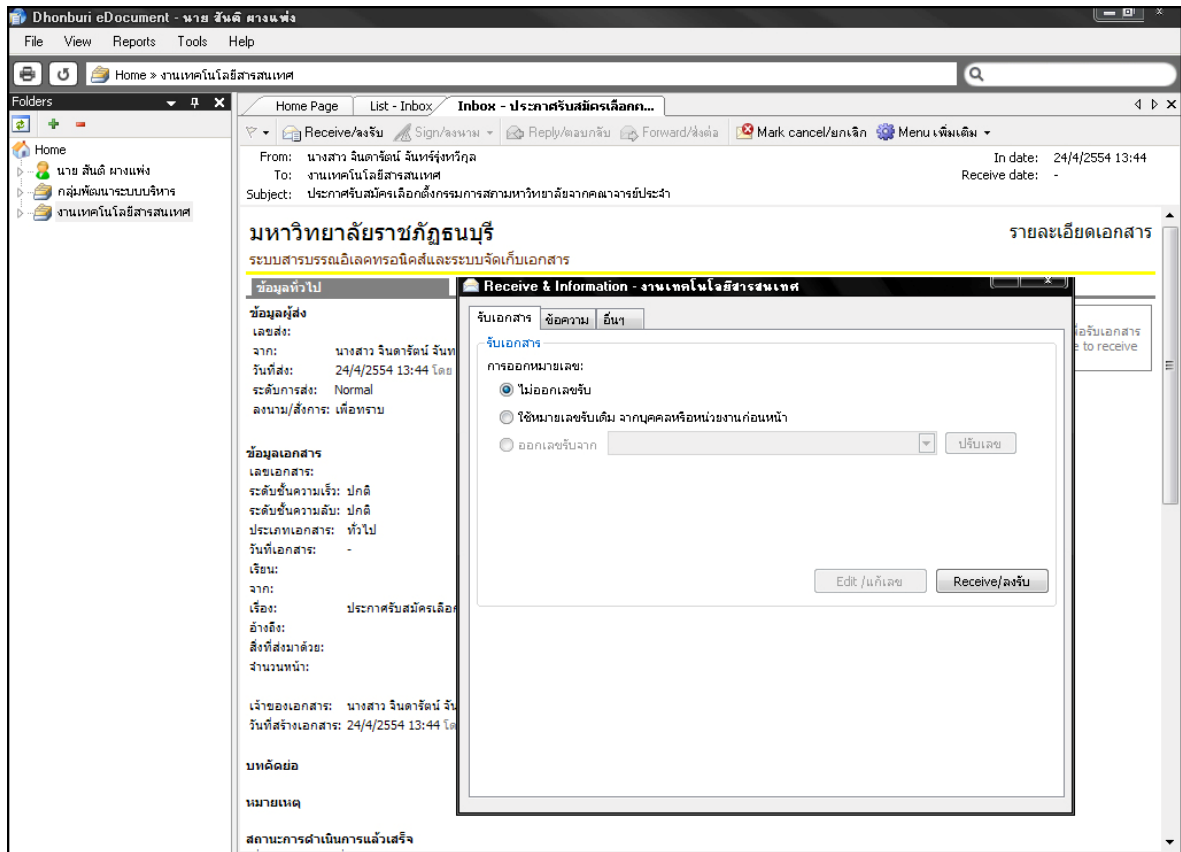 Dhonburi eDocument - นาย สันติ ผางแพ่ง
File View Reports Tools Help
Home » งานเทคโนโลยีสารสนเทศ
Folders
Home Page List - Inbox Inbox - ประกาศรับสมัครเลือกก...
Receive/ลงรับ Sign/ลงนาม Reply/ตอบกลับ Forward/ส่งต่อ Mark cancel/ยกเลิก Menu เพิ่มเติม
Home
นาย สันติ ผางแพ่ง
กลุ่มพัฒนาระบบบริหาร
งานเทคโนโลยีสารสนเทศ
From: นางสาว จินดารัตน์ จันทร์รุ่งทวีกุล In date: 24/4/2554 13:44
To: งานเทคโนโลยีสารสนเทศ Receive date: -
Subject: ประกาศรับสมัครเลือกตั้งกรรมการสภามหาวิทยาลัยจากคณาจารย์ประจำ
มหาวิทยาลัยราชภัฏธนบุรี รายละเอียดเอกสาร
ระบบสารบรรณอิเลคทรอนิคส์และระบบจัดเก็บเอกสาร
ข้อมูลทั่วไป
ข้อมูลผู้ส่ง
เลขส่ง:
จาก: นางสาว จินดารัตน์ จันท
วันที่ส่ง: 24/4/2554 13:44 โดย
ระดับการส่ง: Normal
ลงนาม/สั่งการ: เพื่อทราบ
ข้อมูลเอกสาร
เลขเอกสาร:
ระดับชั้นความเร็ว: ปกติ
ระดับชั้นความลับ: ปกติ
ประเภทเอกสาร: ทั่วไป
วันที่เอกสาร: -
เรียน:
จาก:
เรื่อง: ประกาศรับสมัครเลือก
อ้างถึง:
สิ่งที่ส่งมาด้วย:
จำนวนหน้า:
เจ้าของเอกสาร: นางสาว จินดารัตน์ จัน
วันที่สร้างเอกสาร: 24/4/2554 13:44 โด
บทคัดย่อ
หมายเหตุ
สถานะการดำเนินการแล้วเสร็จ
Receive & Information - งานเทคโนโลยีสารสนเทศ
รับเอกสาร ข้อความ อื่นๆ
รับเอกสาร
การออกหมายเลข:
ไม่ออกเลขรับ
ใช้หมายเลขรับเดิม จากบุคคลหรือหน่วยงานก่อนหน้า
ออกเลขรับจาก ปรับเลข
Edit /แก้เลข Receive/ลงรับ
รับเอกสาร
to receive